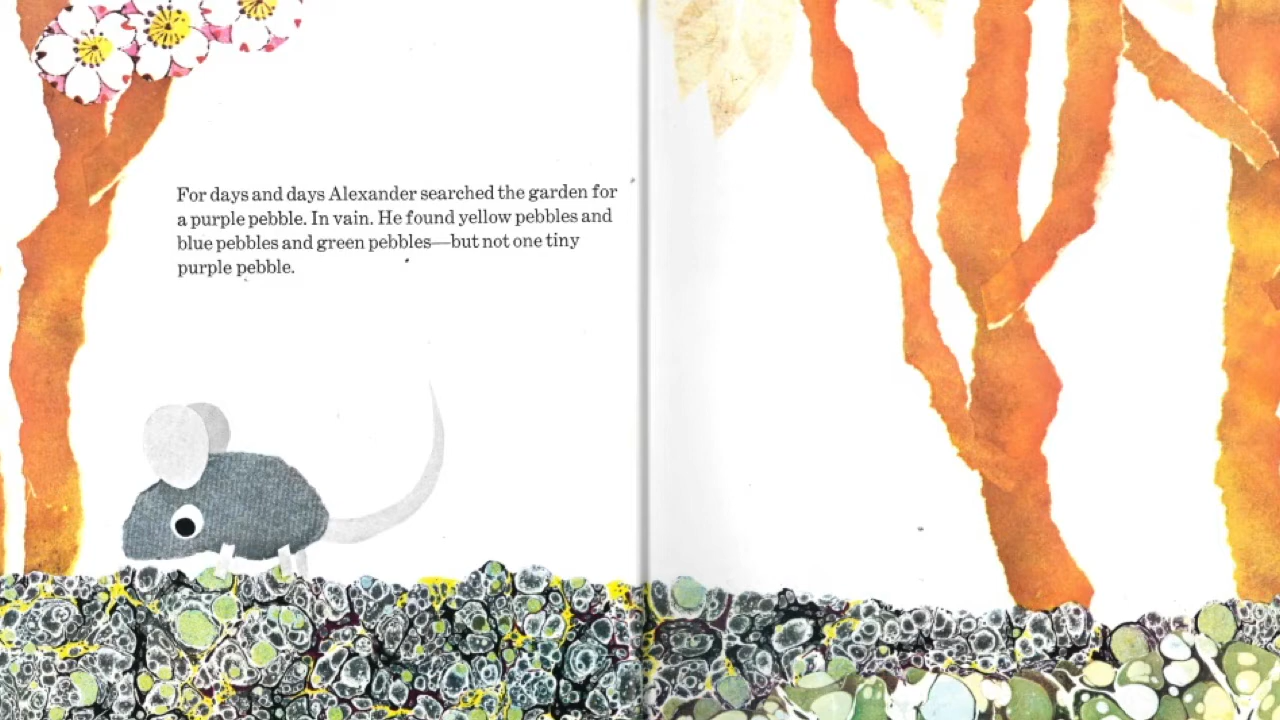 For days and days Alexander searched the garden for
a purple pebble. In vain. He found yellow pebbles and
blue pebbles and green pebbles—but not one tiny
purple pebble.